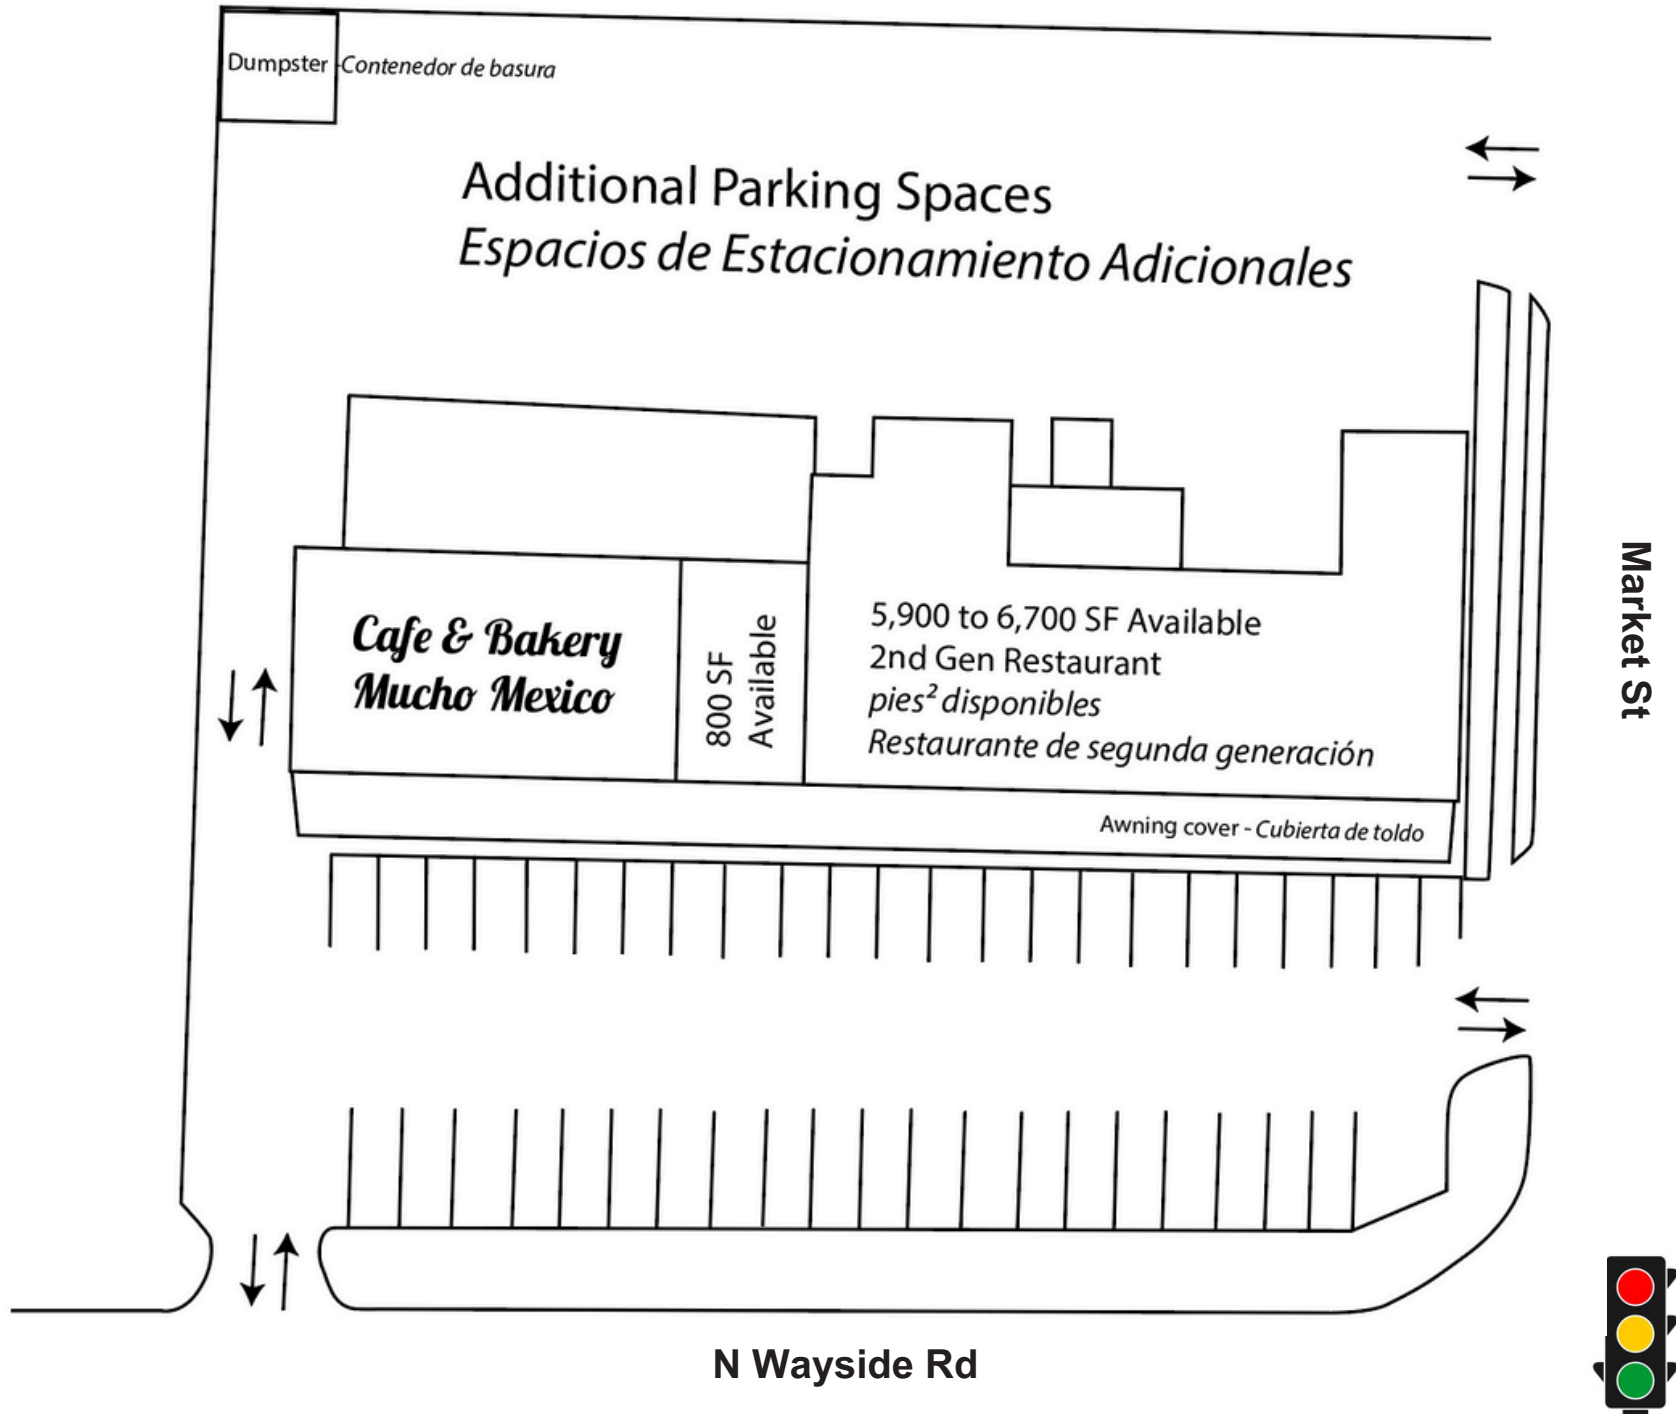 Dumpster - Contenedor de basura
Additional Parking Spaces
Espacios de Estacionamiento Adicionales
Cafe & Bakery
Mucho Mexico
800 SF
Available
5,900 to 6,700 SF Available
2nd Gen Restaurant
pies² disponibles
Restaurante de segunda generación
Awning cover - Cubierta de toldo
Market St
N Wayside Rd